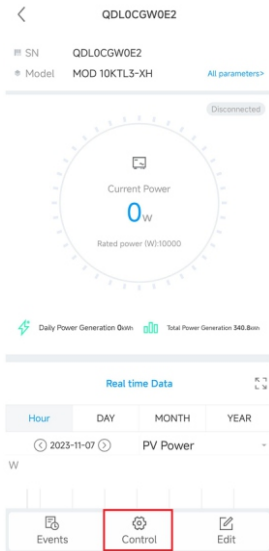 QDL0CGW0E2
SN QDL0CGW0E2
Model MOD 10KTL3-XH All parameters>
Disconnected
Current Power
0W
Rated power (W):10000
Daily Power Generation 0kWh Total Power Generation 340.8kWh
Real time Data
Hour DAY MONTH YEAR
2023-11-07 PV Power
W
Events Control Edit